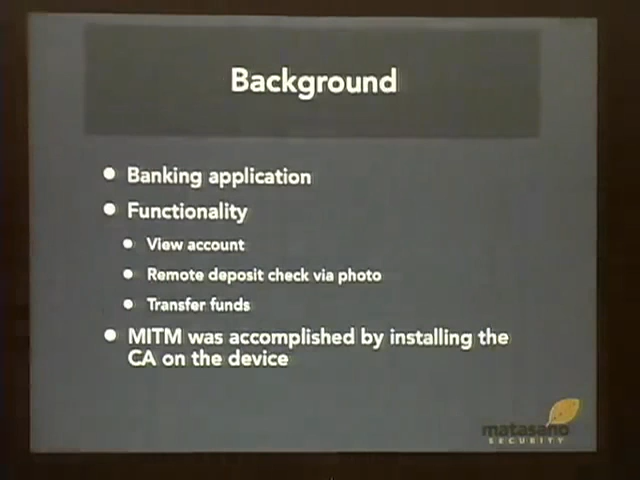 Background
Banking application
Functionality
View account
Remote deposit check via photo
Transfer funds
MITM was accomplished by installing the
CA on the device
matasano
SECURITY